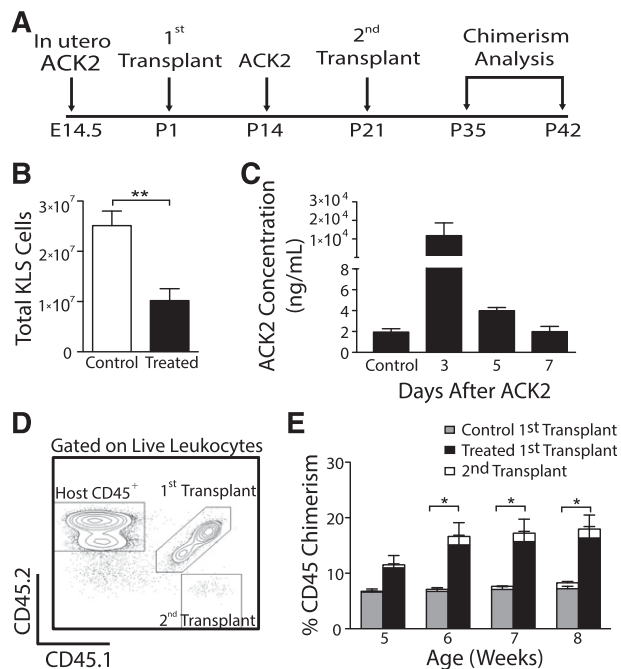 A
In utero
ACK2
1st
Transplant
ACK2
2nd
Transplant
Chimerism
Analysis
E14.5 P1 P14 P21 P35 P42
B
Total KLS Cells
3×10⁷
2×10⁷
1×10⁷
0
**
Control Treated
C
ACK2 Concentration
(ng/mL)
3×10⁴
2×10⁴
1×10⁴
8
6
4
2
0
Control 3 5 7
Days After ACK2
D
Gated on Live Leukocytes
Host CD45+
1st Transplant
2nd Transplant
CD45.2
CD45.1
E
Control 1st Transplant
Treated 1st Transplant
2nd Transplant
% CD45 Chimerism
30
20
10
0
* * *
5 6 7 8
Age (Weeks)